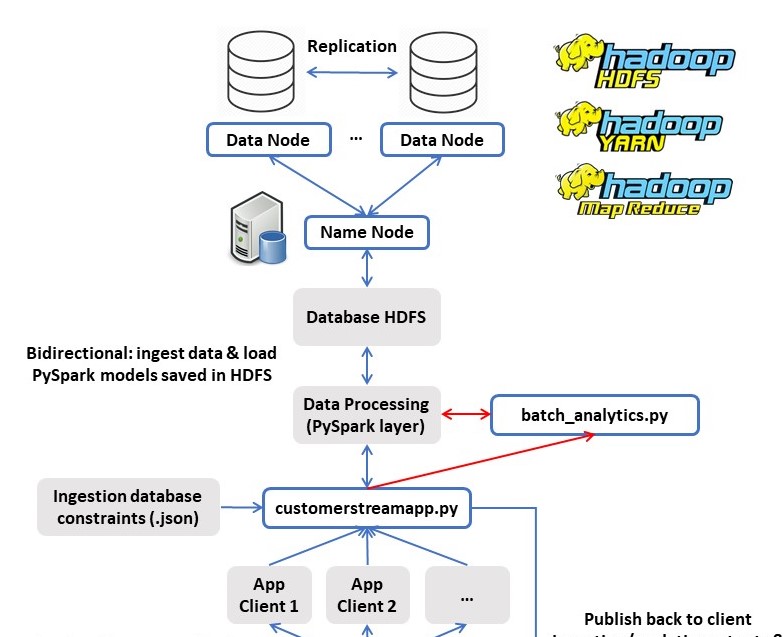 Replication
hadoop
HDFS
Data Node
...
Data Node
hadoop
YARN
hadoop
Map Reduce
Name Node
Database HDFS
Bidirectional: ingest data & load
PySpark models saved in HDFS
Data Processing
(PySpark layer)
batch_analytics.py
Ingestion database
constraints (.json)
customerstreamapp.py
App
Client 1
App
Client 2
...
Publish back to client